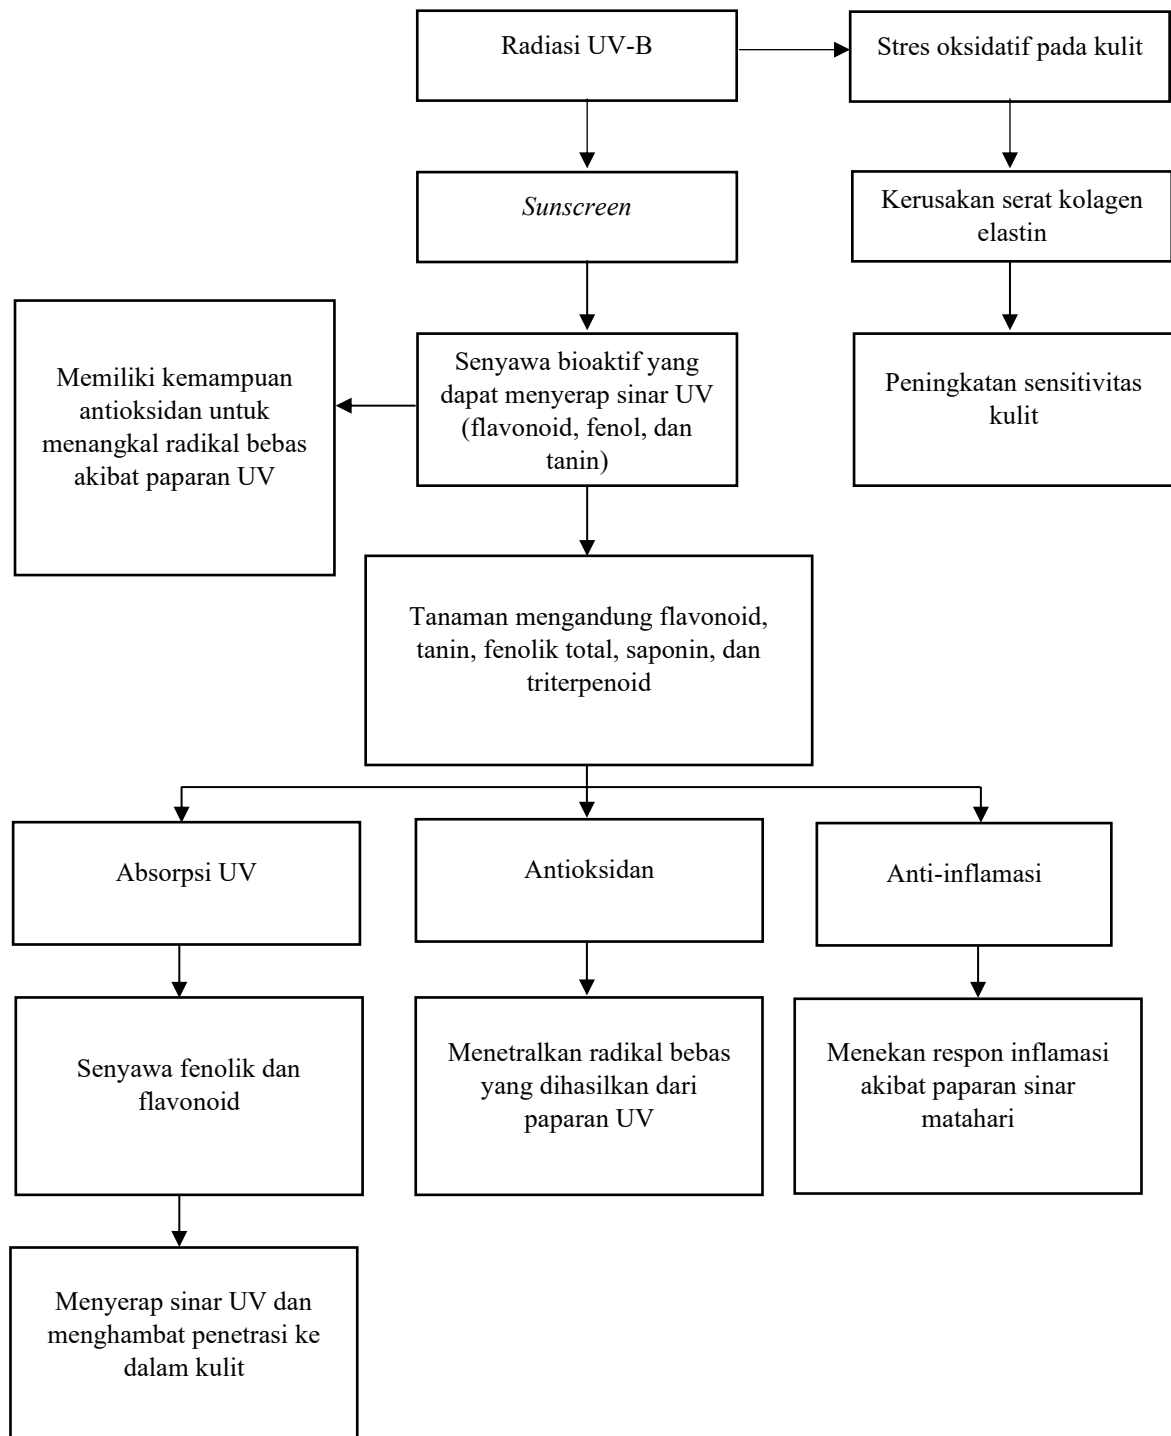 Radiasi UV-B
Stres oksidatif pada kulit
Sunscreen
Kerusakan serat kolagen
elastin
Memiliki kemampuan
antioksidan untuk
menangkal radikal bebas
akibat paparan UV
Senyawa bioaktif yang
dapat menyerap sinar UV
(flavonoid, fenol, dan
tanin)
Peningkatan sensitivitas
kulit
Tanaman mengandung flavonoid,
tanin, fenolik total, saponin, dan
triterpenoid
Absorpsi UV
Antioksidan
Anti-inflamasi
Senyawa fenolik dan
flavonoid
Menetralkan radikal bebas
yang dihasilkan dari
paparan UV
Menekan respon inflamasi
akibat paparan sinar
matahari
Menyerap sinar UV dan
menghambat penetrasi ke
dalam kulit